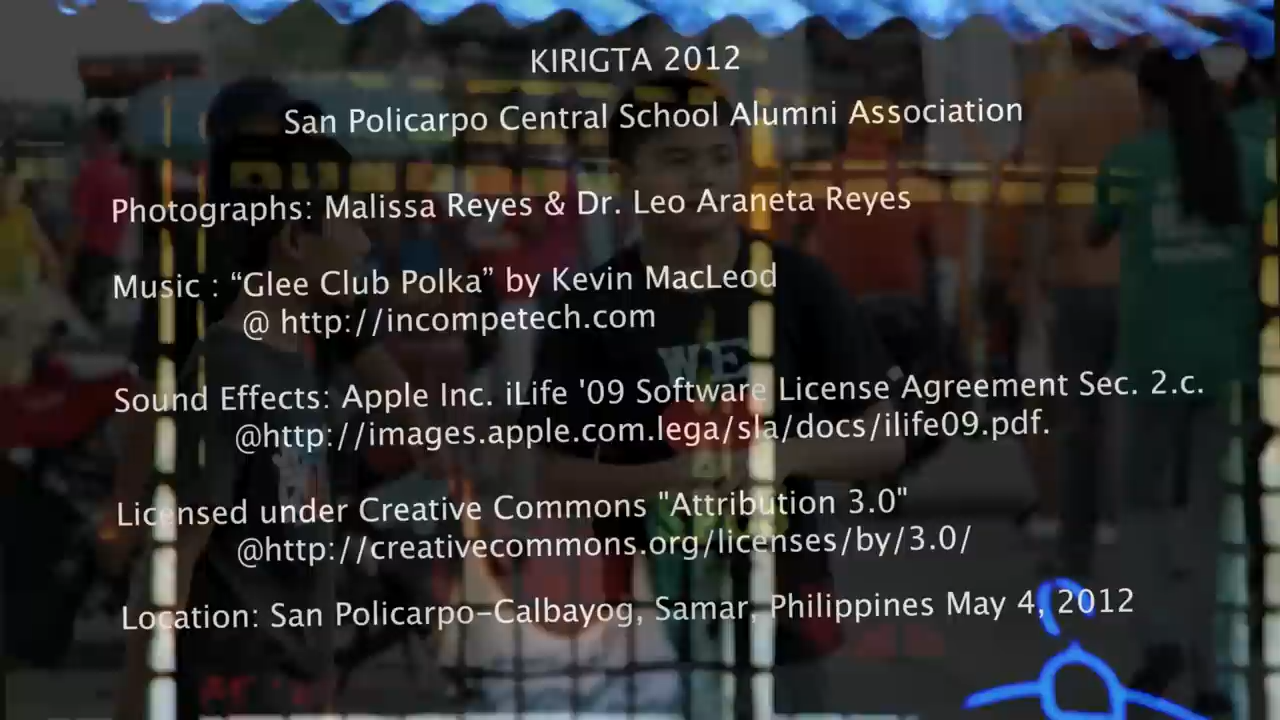 KIRIGTA 2012
San Policarpo Central School Alumni Association
Photographs: Malissa Reyes & Dr. Leo Araneta Reyes
Music : “Glee Club Polka” by Kevin MacLeod
@ http://incompetech.com
WE
Sound Effects: Apple Inc. iLife '09 Software License Agreement Sec. 2.c.
@http://images.apple.com.lega/sla/docs/ilife09.pdf.
Licensed under Creative Commons "Attribution 3.0"
@http://creativecommons.org/licenses/by/3.0/
Location: San Policarpo–Calbayog, Samar, Philippines May 4, 2012